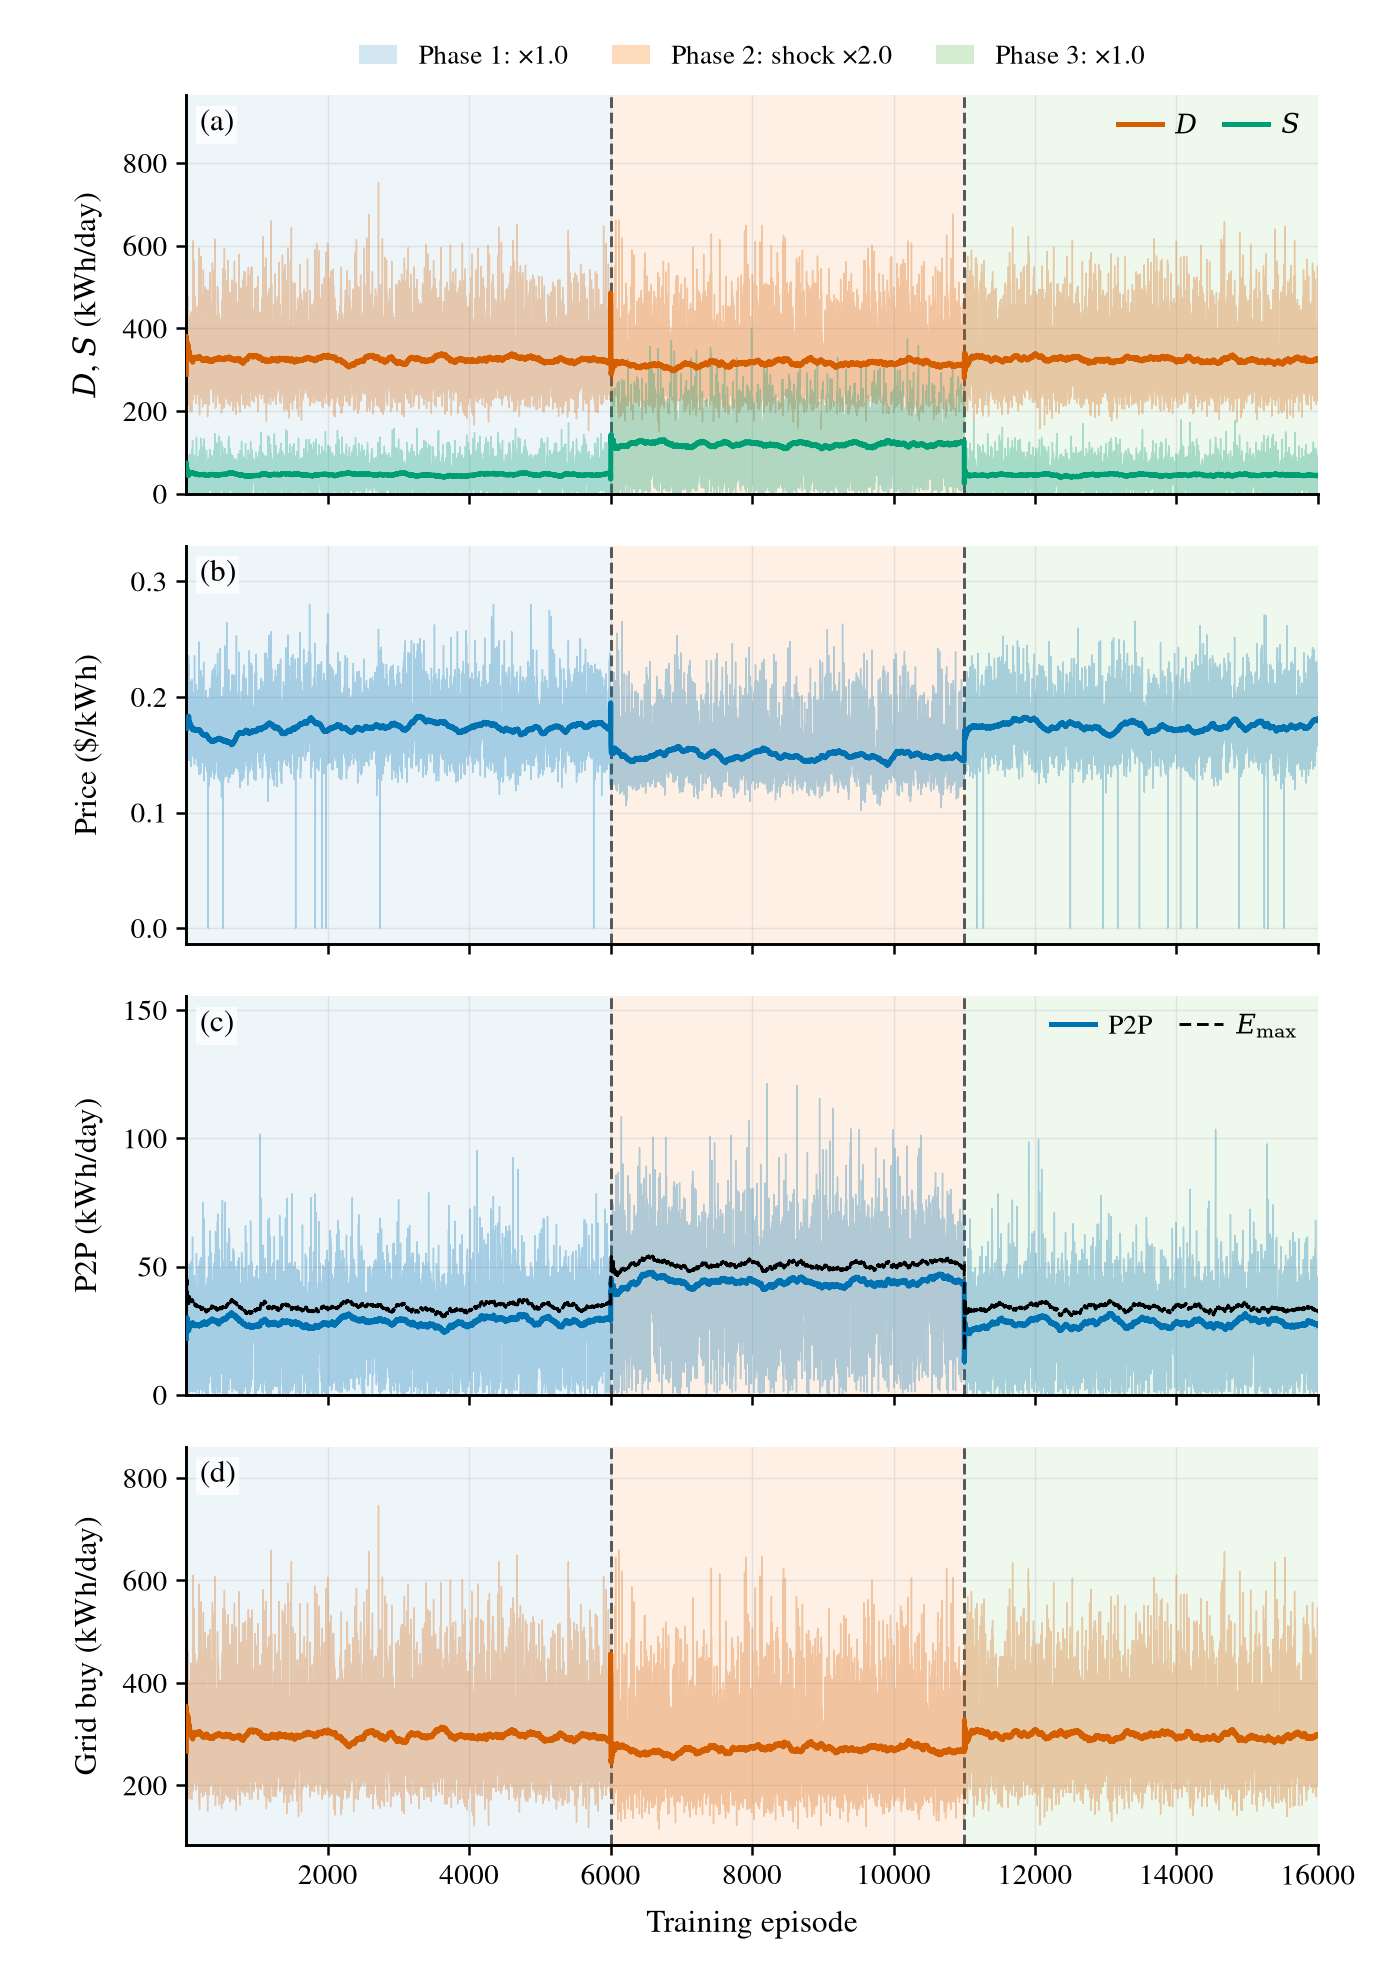 Phase 1: ×1.0 Phase 2: shock ×2.0 Phase 3: ×1.0
(a)
D S
800
600
400
200
0
D, S (kWh/day)
(b)
0.3
0.2
0.1
0.0
Price ($/kWh)
(c)
P2P E_max
150
100
50
0
P2P (kWh/day)
(d)
800
600
400
200
Grid buy (kWh/day)
2000 4000 6000 8000 10000 12000 14000 16000
Training episode